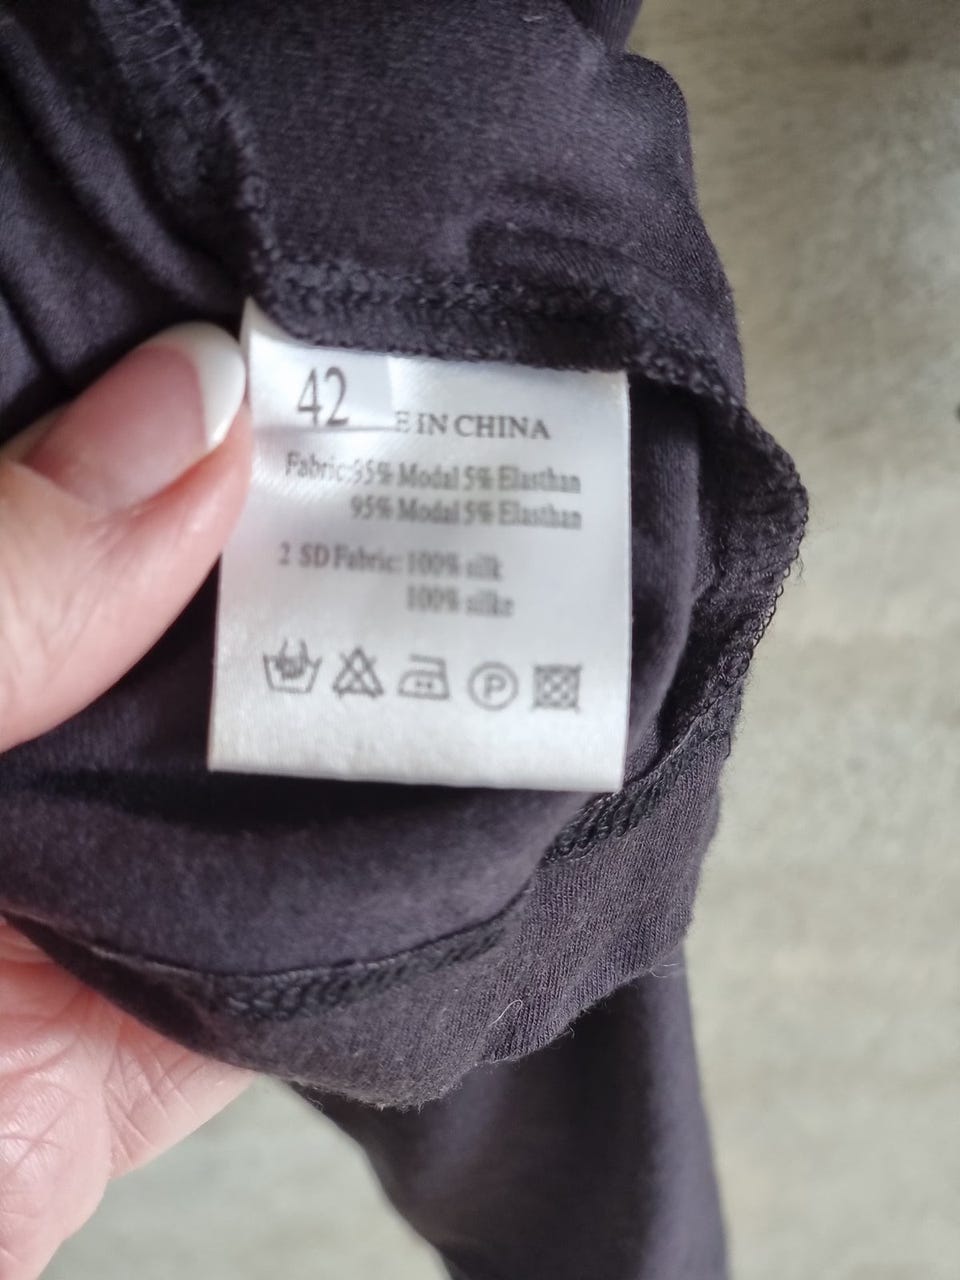 42
E IN CHINA
Fabric:95% Modal 5% Elasthan
95% Modal 5% Elasthan
2 SD Fabric: 100% silk
100% silke
P